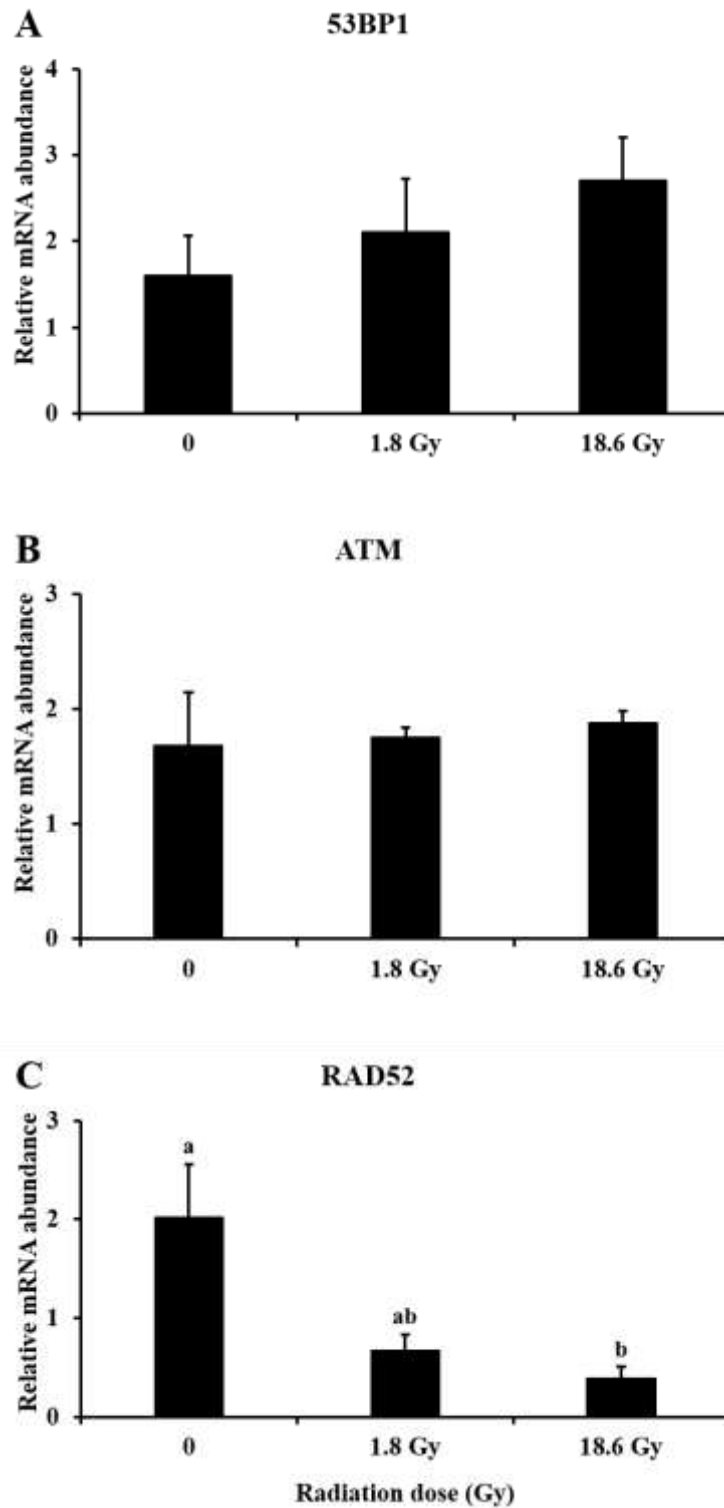 A
53BP1
Relative mRNA abundance
4
3
2
1
0
0 1.8 Gy 18.6 Gy
B
ATM
Relative mRNA abundance
3
2
1
0
0 1.8 Gy 18.6 Gy
C
RAD52
Relative mRNA abundance
3
2
1
0
a
ab
b
0 1.8 Gy 18.6 Gy
Radiation dose (Gy)